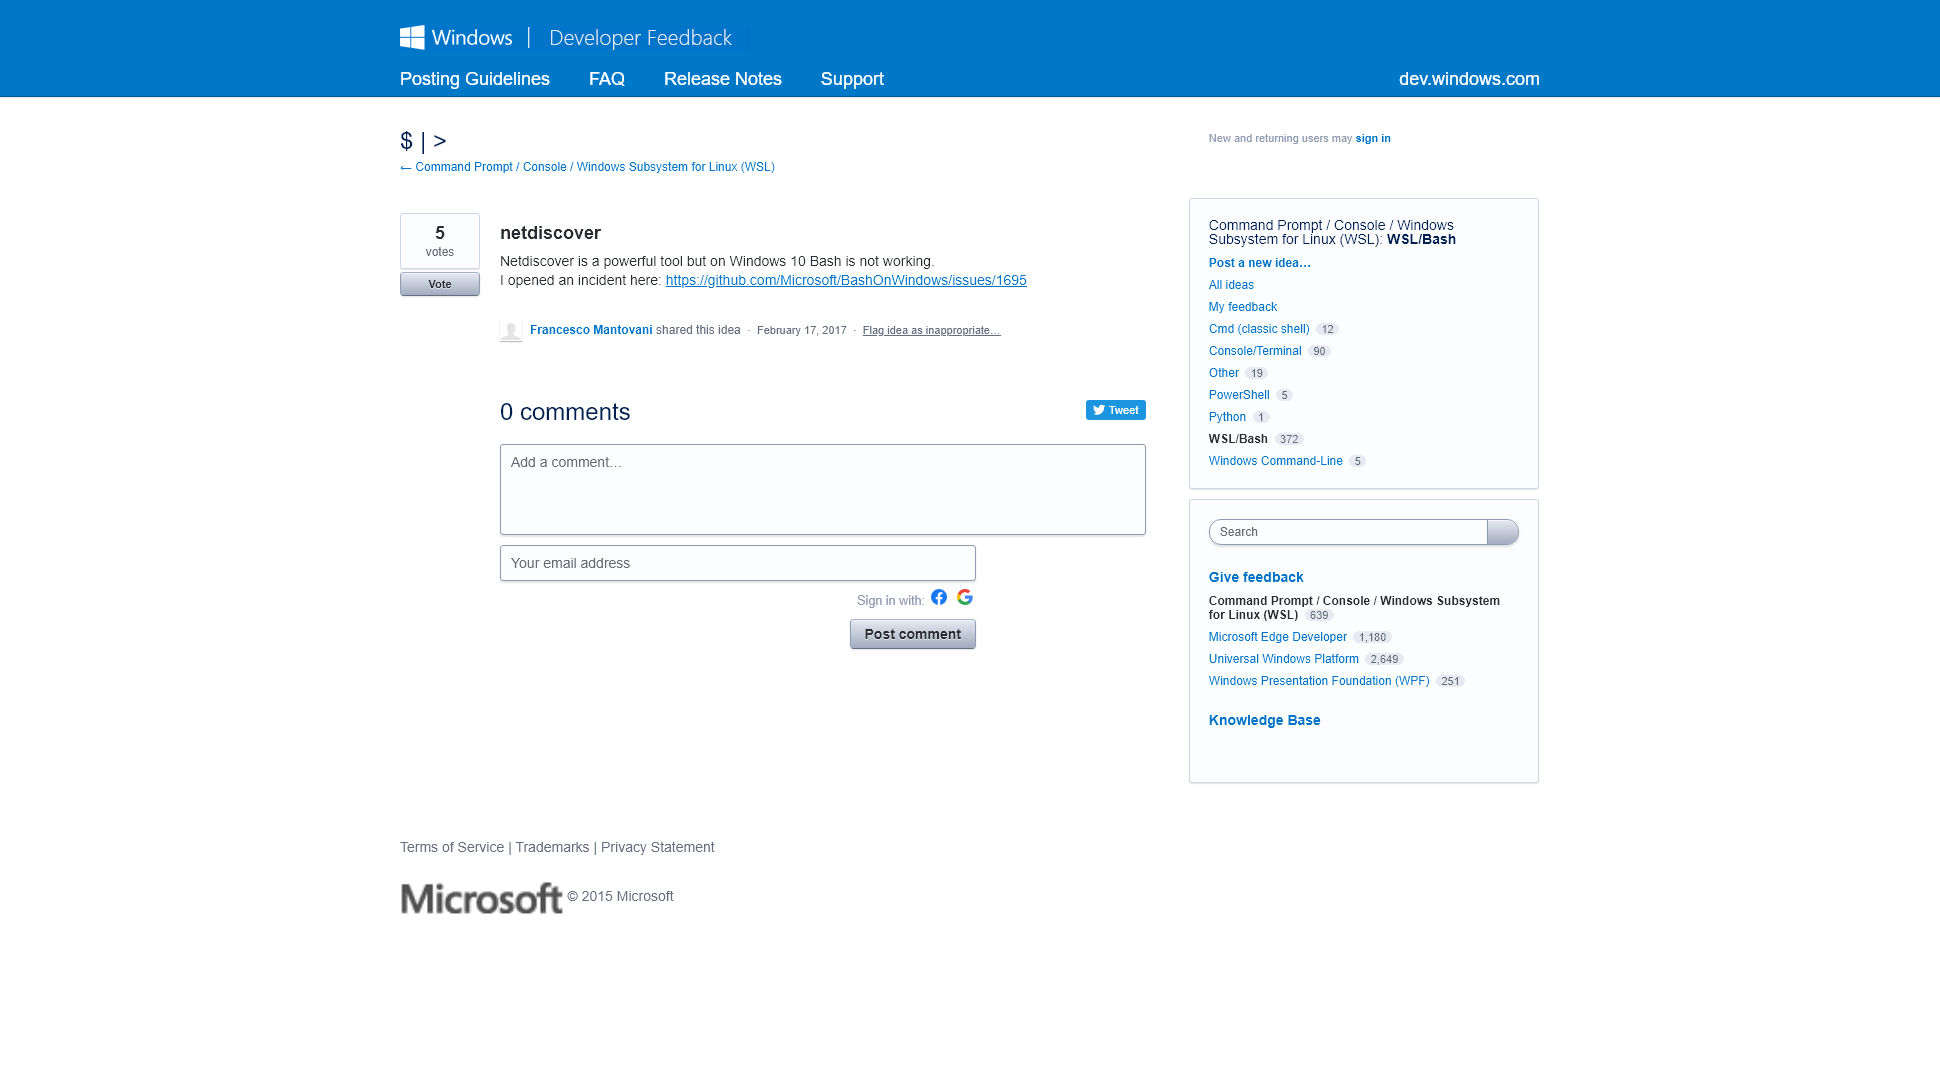 Windows | Developer Feedback
Posting Guidelines FAQ Release Notes Support dev.windows.com
$ | >
← Command Prompt / Console / Windows Subsystem for Linux (WSL)
New and returning users may sign in
5
votes
Vote
netdiscover
Netdiscover is a powerful tool but on Windows 10 Bash is not working.
I opened an incident here: https://github.com/Microsoft/BashOnWindows/issues/1695
Francesco Mantovani shared this idea · February 17, 2017 · Flag idea as inappropriate…
0 comments
Tweet
Add a comment…
Your email address
Sign in with:
Post comment
Command Prompt / Console / Windows
Subsystem for Linux (WSL): WSL/Bash
Post a new idea…
All ideas
My feedback
Cmd (classic shell) 12
Console/Terminal 90
Other 19
PowerShell 5
Python 1
WSL/Bash 372
Windows Command-Line 5
Search
Give feedback
Command Prompt / Console / Windows Subsystem
for Linux (WSL) 639
Microsoft Edge Developer 1,180
Universal Windows Platform 2,649
Windows Presentation Foundation (WPF) 251
Knowledge Base
Terms of Service | Trademarks | Privacy Statement
Microsoft © 2015 Microsoft